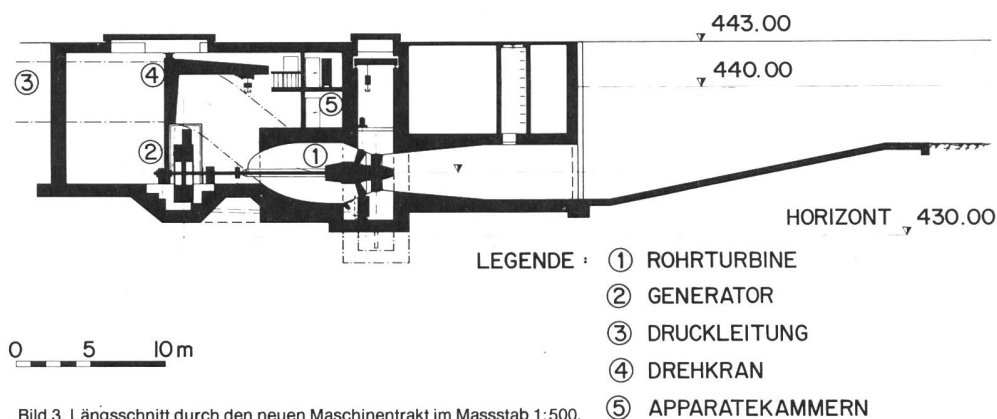 443.00
440.00
③
④
⑤
②
①
HORIZONT 430.00
LEGENDE : ① ROHRTURBINE
② GENERATOR
③ DRUCKLEITUNG
④ DREHKRAN
⑤ APPARATEKAMMERN
0 5 10 m
Bild 3. Längsschnitt durch den neuen Maschinentrakt im Massstab 1:500.